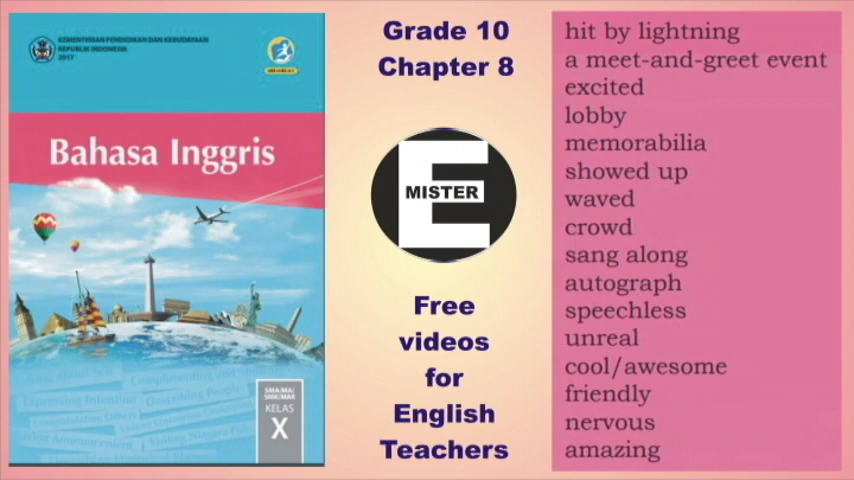 KEMENTERIAN PENDIDIKAN DAN KEBUDAYAAN
REPUBLIK INDONESIA
2017
Bahasa Inggris
SMA/MA/
SMK/MAK
KELAS
X
Grade 10
Chapter 8
MISTER
E
Free
videos
for
English
Teachers
hit by lightning
a meet-and-greet event
excited
lobby
memorabilia
showed up
waved
crowd
sang along
autograph
speechless
unreal
cool/awesome
friendly
nervous
amazing